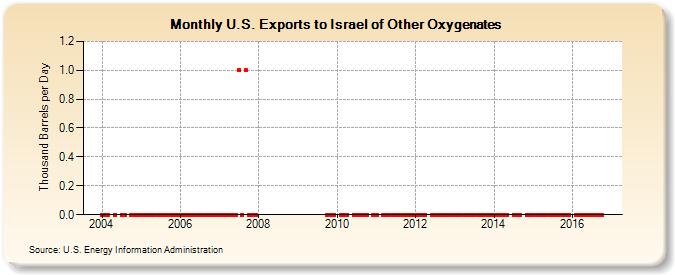 Monthly U.S. Exports to Israel of Other Oxygenates
Thousand Barrels per Day
1.2
1.0
0.8
0.6
0.4
0.2
0.0
2004 2006 2008 2010 2012 2014 2016
Source: U.S. Energy Information Administration